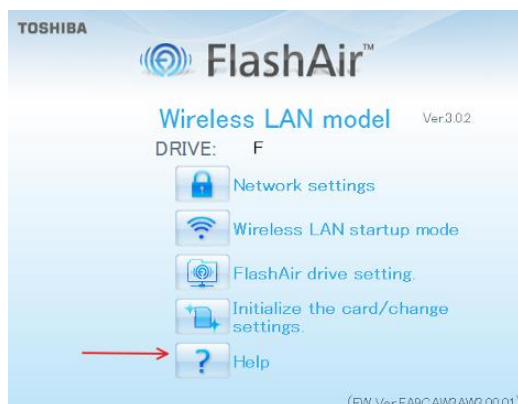 TOSHIBA
FlashAir™
Wireless LAN model Ver.3.0.2
DRIVE: F
Network settings
Wireless LAN startup mode
FlashAir drive setting.
Initialize the card/change
settings.
? Help